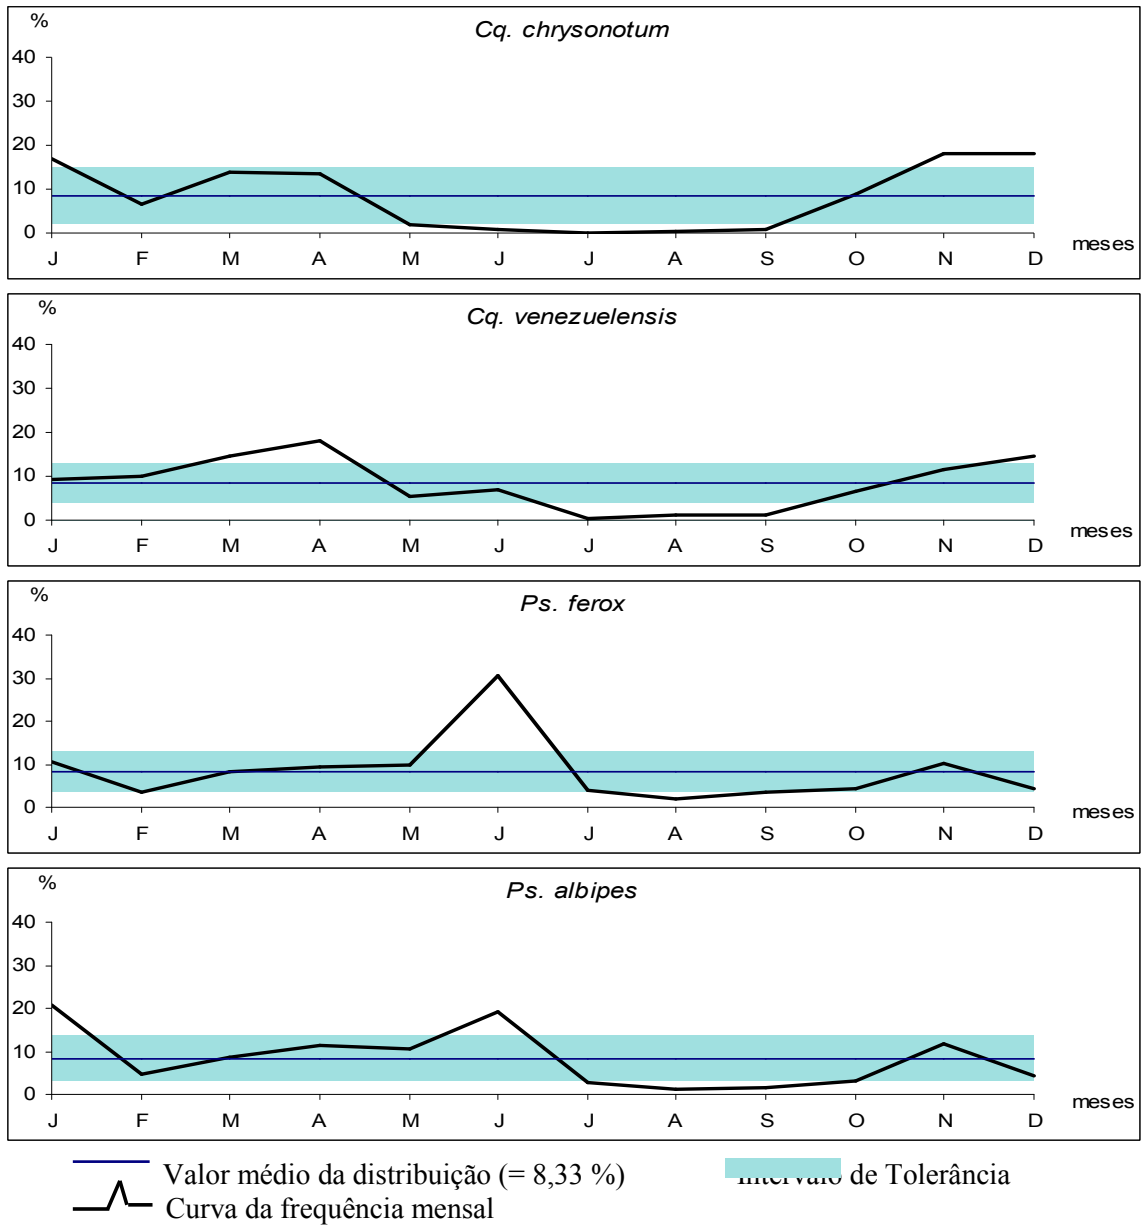 %
Cq. chrysonotum
40
30
20
10
0
J F M A M J J A S O N D
meses
%
Cq. venezuelensis
40
30
20
10
0
J F M A M J J A S O N D
meses
%
Ps. ferox
40
30
20
10
0
J F M A M J J A S O N D
meses
%
Ps. albipes
40
30
20
10
0
J F M A M J J A S O N D
meses
Valor médio da distribuição (= 8,33 %) Intervalo de Tolerância
Curva da frequência mensal